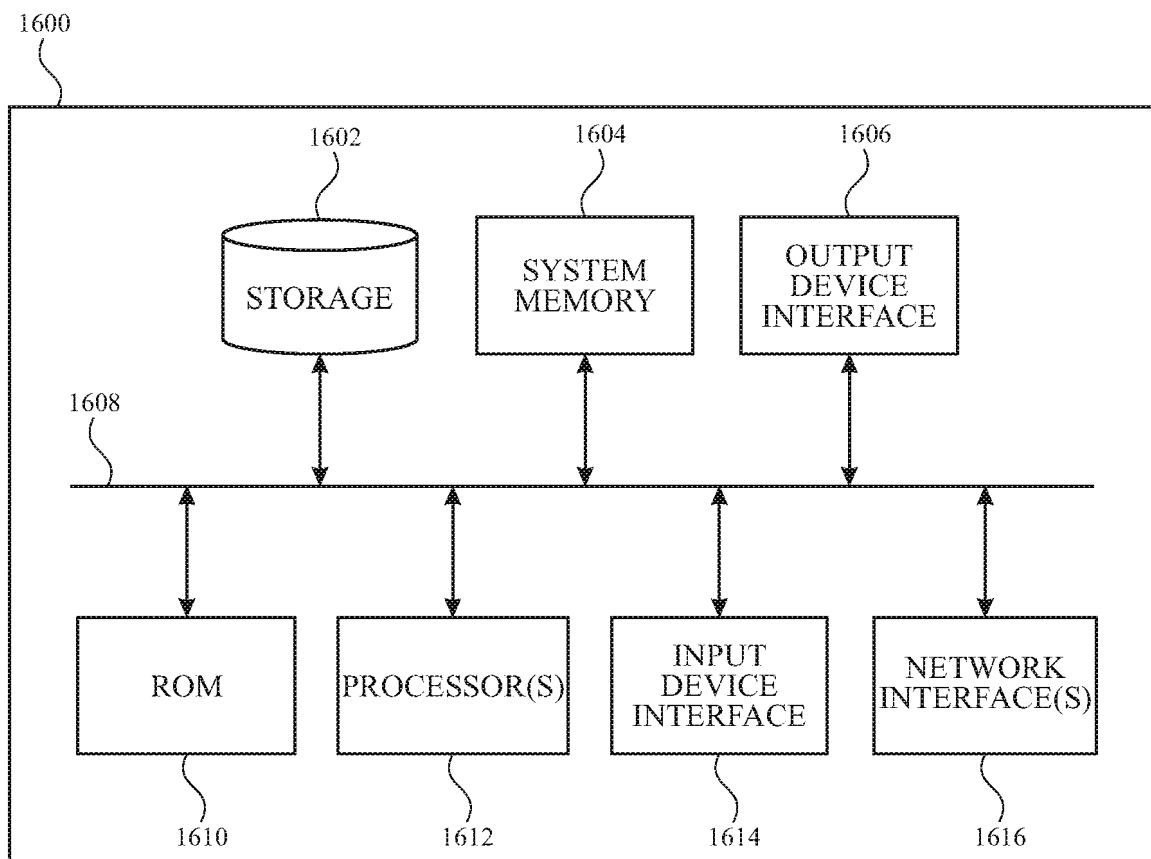 1600
1602
1604
1606
STORAGE
SYSTEM
MEMORY
OUTPUT
DEVICE
INTERFACE
1608
ROM
PROCESSOR(S)
INPUT
DEVICE
INTERFACE
NETWORK
INTERFACE(S)
1610
1612
1614
1616